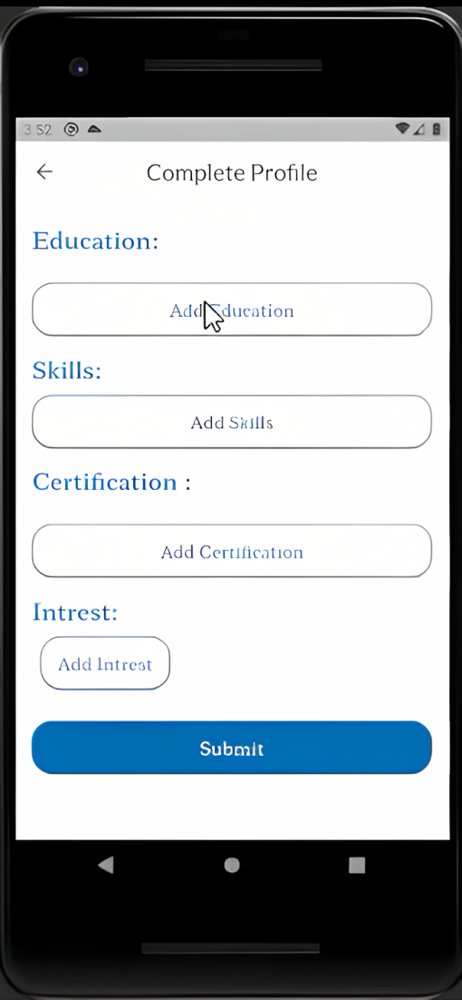 3:52
Complete Profile
Education:
Add Education
Skills:
Add Skills
Certification :
Add Certification
Intrest:
Add Intrest
Submit